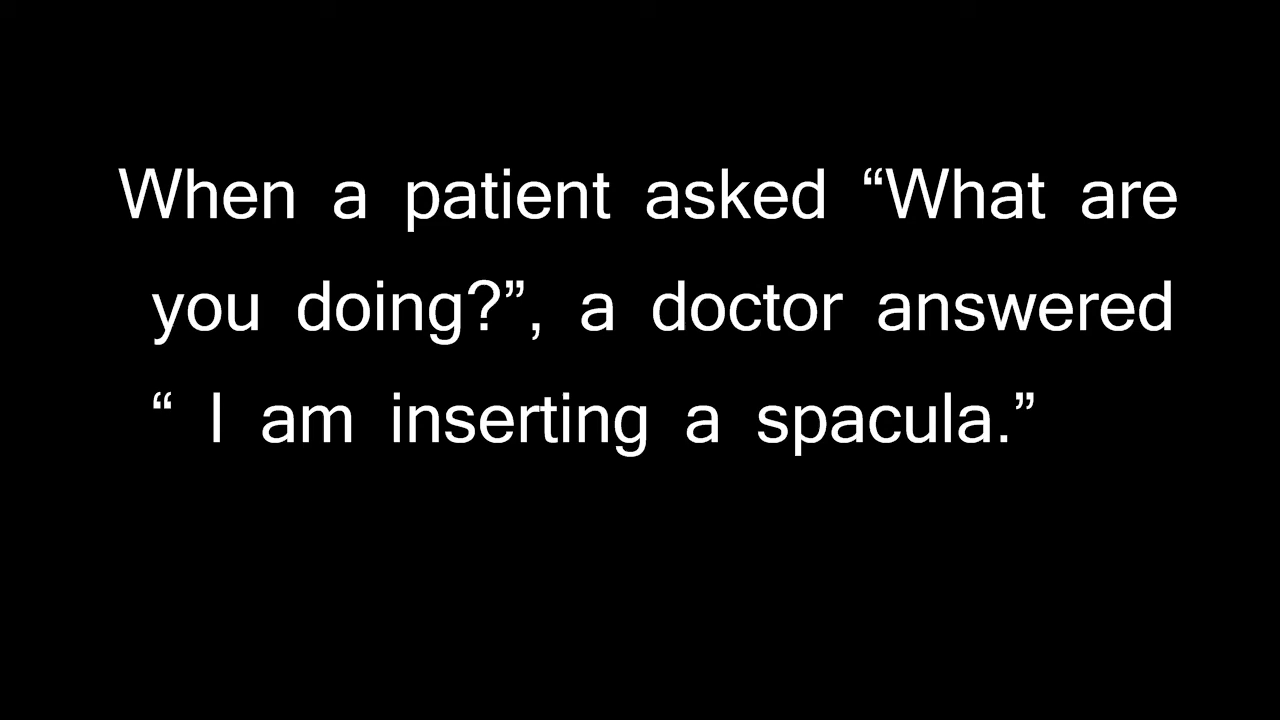 When a patient asked “What are
you doing?”, a doctor answered
“ I am inserting a spacula.”